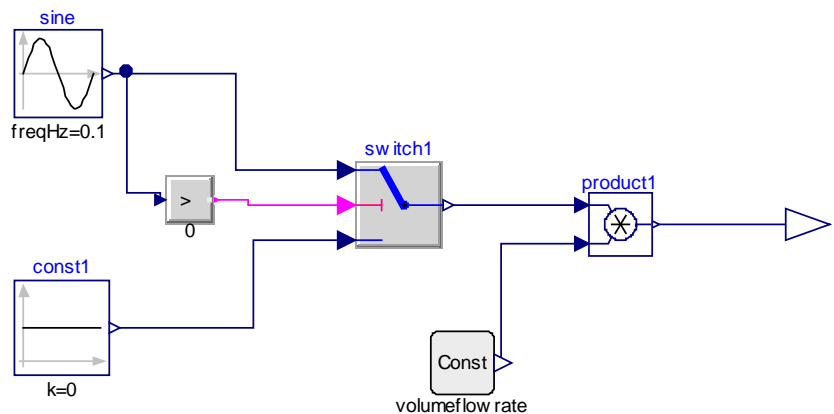 sine
freqHz=0.1
switch1
>
0
product1
const1
k=0
Const
volumeflow rate